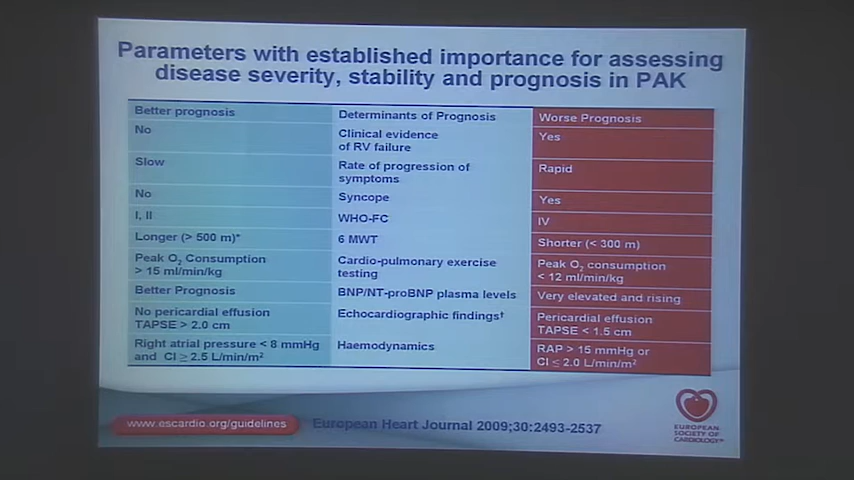 Parameters with established importance for assessing
disease severity, stability and prognosis in PAK
Better prognosis Determinants of Prognosis Worse Prognosis
No Clinical evidence of RV failure Yes
Slow Rate of progression of symptoms Rapid
No Syncope Yes
I, II WHO-FC IV
Longer (> 500 m)* 6 MWT Shorter (< 300 m)
Peak O₂ Consumption > 15 ml/min/kg Cardio-pulmonary exercise testing Peak O₂ consumption < 12 ml/min/kg
Better Prognosis BNP/NT-proBNP plasma levels Very elevated and rising
No pericardial effusion TAPSE > 2.0 cm Echocardiographic findings† Pericardial effusion TAPSE < 1.5 cm
Right atrial pressure < 8 mmHg and CI ≥ 2.5 L/min/m² Haemodynamics RAP > 15 mmHg or CI ≤ 2.0 L/min/m²
www.escardio.org/guidelines European Heart Journal 2009;30:2493-2537
EUROPEAN
SOCIETY OF
CARDIOLOGY®